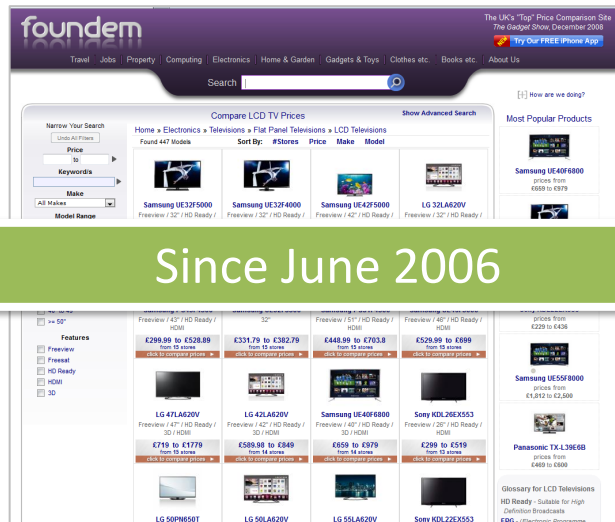 foundem
The UK's "Top" Price Comparison Site
The Gadget Show, December 2008
Try Our FREE iPhone App
Travel Jobs Property Computing Electronics Home & Garden Gadgets & Toys Clothes etc. Books etc. About Us
Search
[+] How are we doing?
Narrow Your Search
Undo All Filters
Price
to
Keyword/s
Make
All Makes
Model Range
Compare LCD TV Prices
Show Advanced Search
Home » Electronics » Televisions » Flat Panel Televisions » LCD Televisions
Found 447 Models Sort By: #Stores Price Make Model
Samsung UE32F5000 Samsung UE32F4000 Samsung UE42F5000 LG 32LA620V
Freeview / 32" / HD Ready / Freeview / 32" / HD Ready / Freeview / 42" / HD Ready / Freeview / 32" / HD Ready /
Most Popular Products
Samsung UE40F6800
prices from
£659 to £979
Since June 2006
>= 50"
Features
Freeview
Freesat
HD Ready
HDMI
3D
Freeview / 43" / HD Ready / 32" Freeview / 51" / HD Ready / Freeview / 46" / HD Ready /
HDMI HDMI HDMI
£299.99 to £528.89 £331.79 to £382.79 £448.99 to £703.8 £529.99 to £699
from 15 stores from 15 stores from 15 stores from 15 stores
click to compare prices click to compare prices click to compare prices click to compare prices
LG 47LA620V LG 42LA620V Samsung UE40F6800 Sony KDL26EX553
Freeview / 47" / HD Ready / Freeview / 42" / HD Ready / Freeview / 40" / HD Ready / Freeview / 26" / HD Ready /
3D / HDMI 3D / HDMI 3D / HDMI HDMI
£719 to £1779 £589.98 to £849 £659 to £979 £299 to £519
from 15 stores from 14 stores from 14 stores from 13 stores
click to compare prices click to compare prices click to compare prices click to compare prices
LG 50PN650T LG 50LA620V LG 55LA620V Sony KDL22EX553
prices from
£229 to £436
Samsung UE55F8000
prices from
£1,812 to £2,500
Panasonic TX-L39E6B
prices from
£469 to £600
Glossary for LCD Televisions
HD Ready - Suitable for High
Definition Broadcasts
EPG - (Electronic Programme